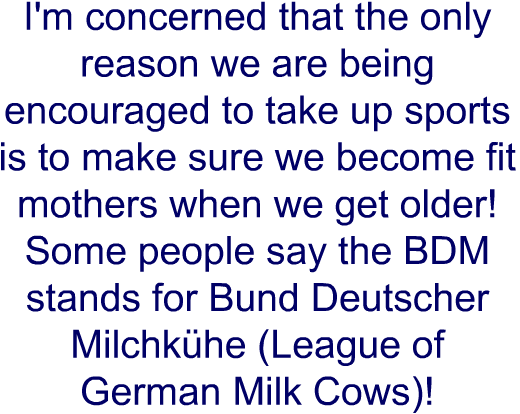 I'm concerned that the only
reason we are being
encouraged to take up sports
is to make sure we become fit
mothers when we get older!
Some people say the BDM
stands for Bund Deutscher
Milchkühe (League of
German Milk Cows)!